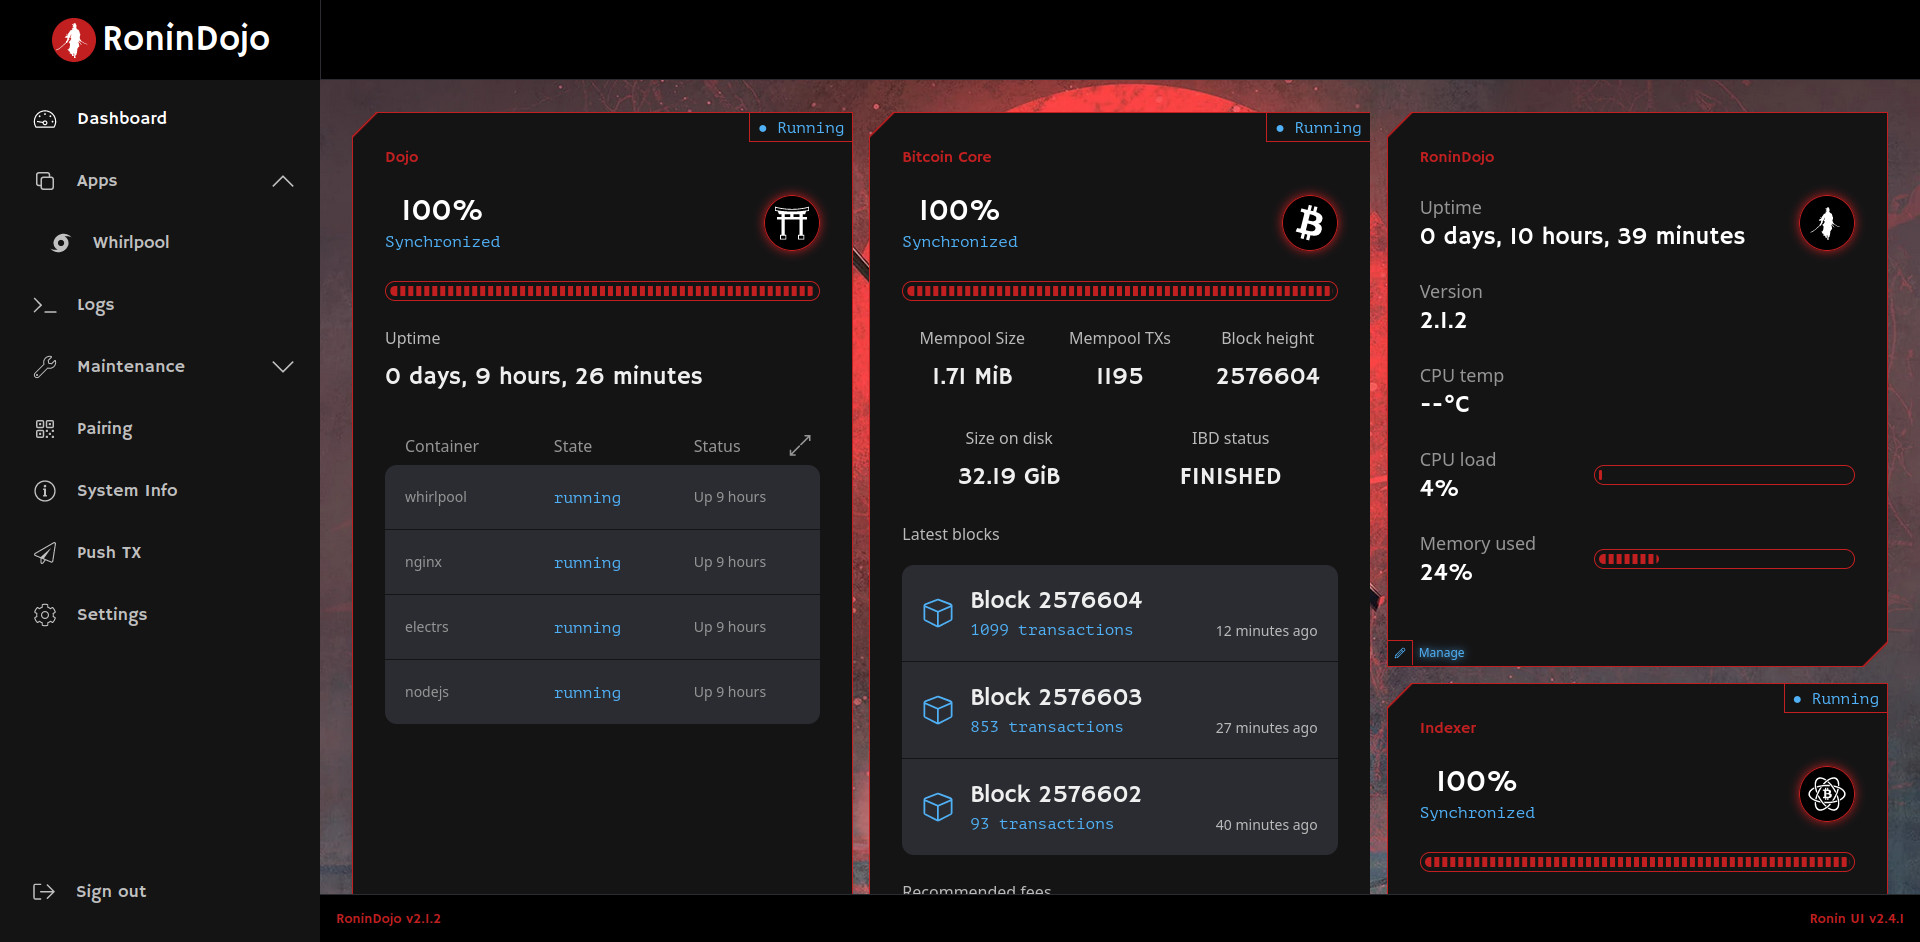 RoninDojo
Dashboard
Apps
Whirlpool
Logs
Maintenance
Pairing
System Info
Push TX
Settings
Sign out
Running
Dojo
100%
Synchronized
Uptime
0 days, 9 hours, 26 minutes
Container State Status
whirlpool running Up 9 hours
nginx running Up 9 hours
electrs running Up 9 hours
nodejs running Up 9 hours
Running
Bitcoin Core
100%
Synchronized
Mempool Size Mempool TXs Block height
1.71 MiB 1195 2576604
Size on disk IBD status
32.19 GiB FINISHED
Latest blocks
Block 2576604
1099 transactions 12 minutes ago
Block 2576603
853 transactions 27 minutes ago
Block 2576602
93 transactions 40 minutes ago
Recommended fees
RoninDojo
Uptime
0 days, 10 hours, 39 minutes
Version
2.1.2
CPU temp
--°C
CPU load
4%
Memory used
24%
Manage
Running
Indexer
100%
Synchronized
RoninDojo v2.1.2
Ronin UI v2.4.1